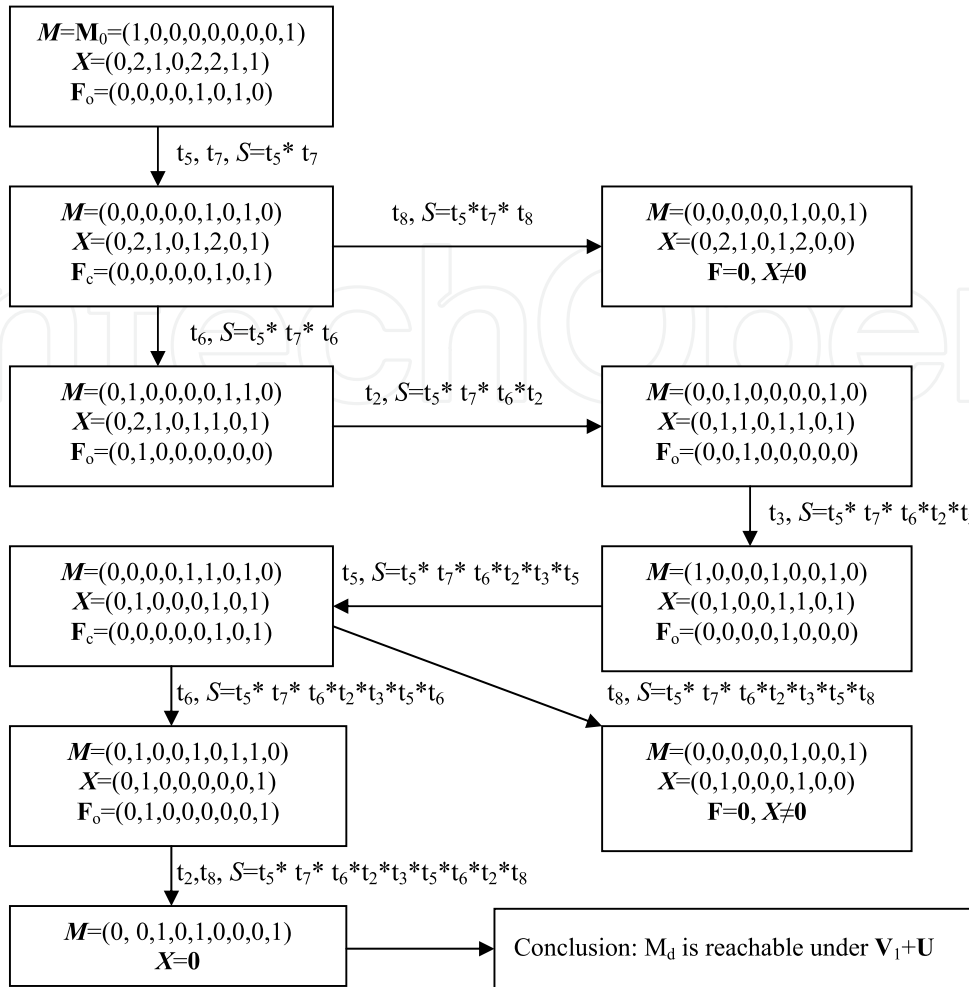 M=M₀=(1,0,0,0,0,0,0,0,1)
X=(0,2,1,0,2,2,1,1)
Fₒ=(0,0,0,0,1,0,1,0)
t₅, t₇, S=t₅* t₇
M=(0,0,0,0,0,1,0,1,0)
X=(0,2,1,0,1,2,0,1)
F꜀=(0,0,0,0,0,1,0,1)
t₈, S=t₅*t₇* t₈
M=(0,0,0,0,0,1,0,0,1)
X=(0,2,1,0,1,2,0,0)
F=0, X≠0
t₆, S=t₅* t₇* t₆
M=(0,1,0,0,0,0,1,1,0)
X=(0,2,1,0,1,1,0,1)
Fₒ=(0,1,0,0,0,0,0,0)
t₂, S=t₅* t₇* t₆*t₂
M=(0,0,1,0,0,0,0,1,0)
X=(0,1,1,0,1,1,0,1)
Fₒ=(0,0,1,0,0,0,0,0)
t₃, S=t₅* t₇* t₆*t₂*t
M=(0,0,0,0,1,1,0,1,0)
X=(0,1,0,0,0,1,0,1)
F꜀=(0,0,0,0,0,1,0,1)
t₅, S=t₅* t₇* t₆*t₂*t₃*t₅
M=(1,0,0,0,1,0,0,1,0)
X=(0,1,0,0,1,1,0,1)
Fₒ=(0,0,0,0,1,0,0,0)
t₆, S=t₅* t₇* t₆*t₂*t₃*t₅*t₆
t₈, S=t₅* t₇* t₆*t₂*t₃*t₅*t₈
M=(0,1,0,0,1,0,1,1,0)
X=(0,1,0,0,0,0,0,1)
Fₒ=(0,1,0,0,0,0,0,1)
M=(0,0,0,0,0,1,0,0,1)
X=(0,1,0,0,0,1,0,0)
F=0, X≠0
t₂,t₈, S=t₅* t₇* t₆*t₂*t₃*t₅*t₆*t₂*t₈
M=(0, 0,1,0,1,0,0,0,1)
X=0
Conclusion: M_d is reachable under V₁+U